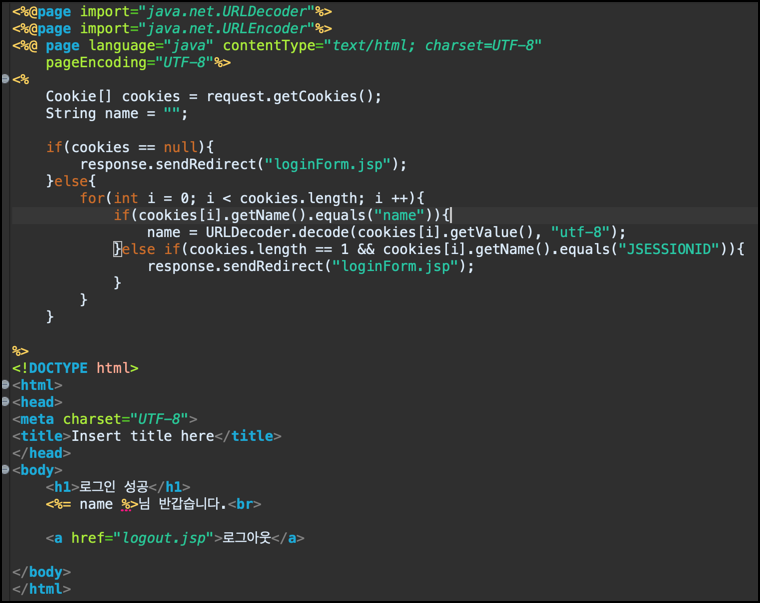 <%@page import="java.net.URLDecoder"%>
<%@page import="java.net.URLEncoder"%>
<%@ page language="java" contentType="text/html; charset=UTF-8"
    pageEncoding="UTF-8"%>
<%
    Cookie[] cookies = request.getCookies();
    String name = "";

    if(cookies == null){
        response.sendRedirect("loginForm.jsp");
    }else{
        for(int i = 0; i < cookies.length; i ++){
            if(cookies[i].getName().equals("name")){
                name = URLDecoder.decode(cookies[i].getValue(), "utf-8");
            }else if(cookies.length == 1 && cookies[i].getName().equals("JSESSIONID")){
                response.sendRedirect("loginForm.jsp");
            }
        }
    }

%>
<!DOCTYPE html>
<html>
<head>
<meta charset="UTF-8">
<title>Insert title here</title>
</head>
<body>
    <h1>로그인 성공</h1>
    <%= name %>님 반갑습니다.<br>

    <a href="logout.jsp">로그아웃</a>

</body>
</html>